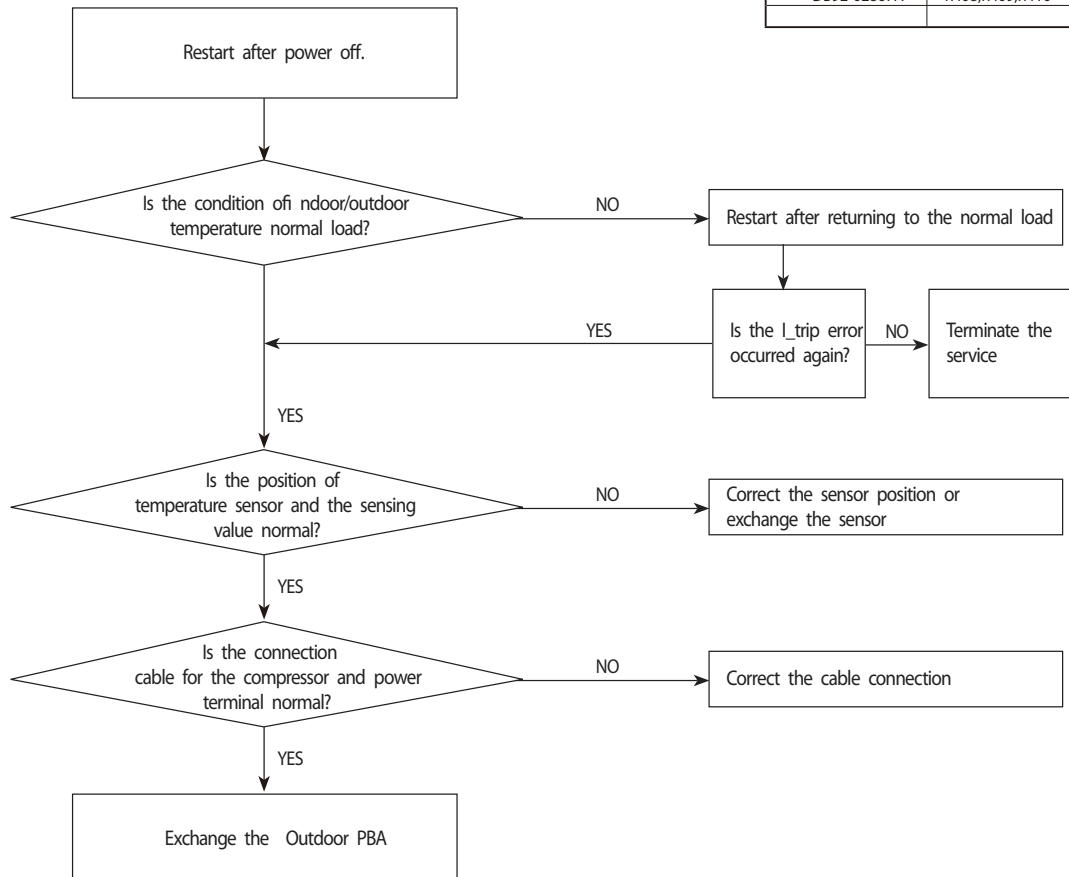 Restart after power off.
Is the condition ofi ndoor/outdoor
temperature normal load?
NO
Restart after returning to the normal load
YES
Is the I_trip error
occurred again?
NO
Terminate the
service
YES
Is the position of
temperature sensor and the sensing
value normal?
NO
Correct the sensor position or
exchange the sensor
YES
Is the connection
cable for the compressor and power
terminal normal?
NO
Correct the cable connection
YES
Exchange the Outdoor PBA